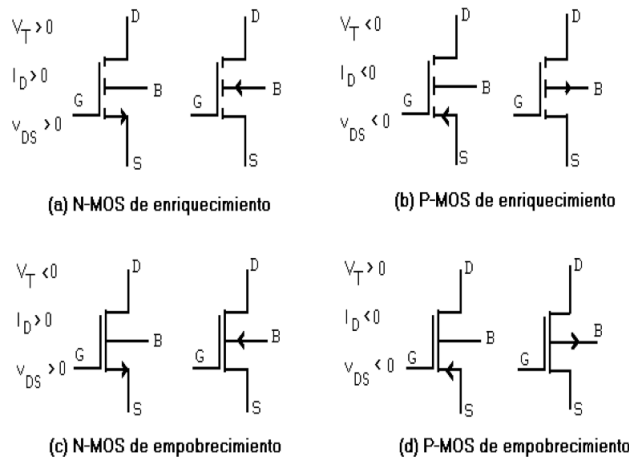 V_T >0
D
D
I_D >0
B
B
G
G
v_DS >0
S
S
(a) N-MOS de enriquecimiento
V_T <0
D
D
I_D <0
B
B
G
G
v_DS <0
S
S
(b) P-MOS de enriquecimiento
V_T <0
D
D
I_D >0
B
B
G
G
v_DS >0
S
S
(c) N-MOS de empobrecimiento
V_T >0
D
D
I_D <0
B
B
G
G
v_DS <0
S
S
(d) P-MOS de empobrecimiento